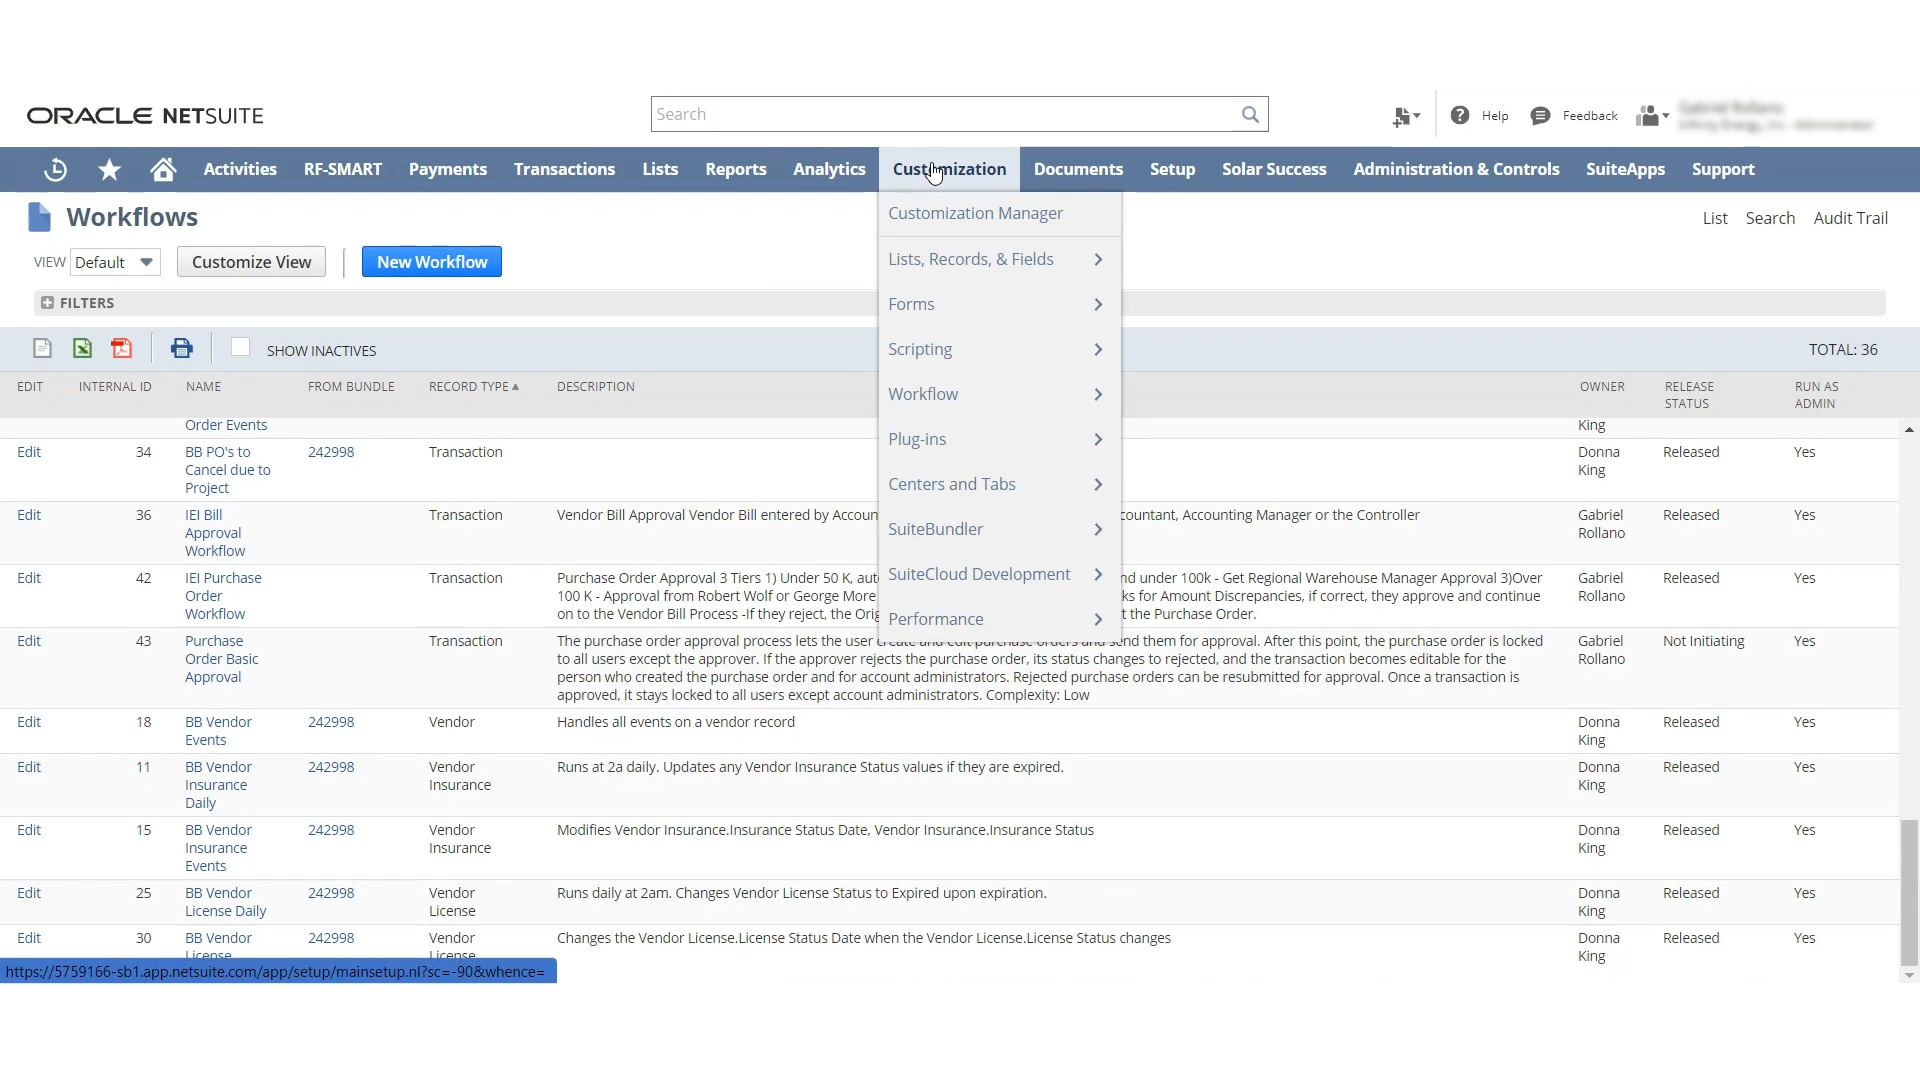 ORACLE NETSUITE
Search
Help
Feedback
Activities RF-SMART Payments Transactions Lists Reports Analytics Customization Documents Setup Solar Success Administration & Controls SuiteApps Support
Workflows
List Search Audit Trail
VIEW Default Customize View New Workflow
FILTERS
SHOW INACTIVES
TOTAL: 36
Customization Manager
Lists, Records, & Fields
Forms
Scripting
Workflow
Plug-ins
Centers and Tabs
SuiteBundler
SuiteCloud Development
Performance
EDIT INTERNAL ID NAME FROM BUNDLE RECORD TYPE DESCRIPTION OWNER RELEASE STATUS RUN AS ADMIN
Order Events King
Edit 34 BB PO's to 242998 Transaction Donna Released Yes
Cancel due to King
Project
Edit 36 IEI Bill Transaction Vendor Bill Approval Vendor Bill entered by Accoun countant, Accounting Manager or the Controller Gabriel Released Yes
Approval Rollano
Workflow
Edit 42 IEI Purchase Transaction Purchase Order Approval 3 Tiers 1) Under 50 K, aut nd under 100k - Get Regional Warehouse Manager Approval 3)Over Gabriel Released Yes
Order 100 K - Approval from Robert Wolf or George More ks for Amount Discrepancies, if correct, they approve and continue Rollano
Workflow on to the Vendor Bill Process -If they reject, the Orig t the Purchase Order.
Edit 43 Purchase Transaction The purchase order approval process lets the user create and edit purchase orders and send them for approval. After this point, the purchase order is locked Gabriel Not Initiating Yes
Order Basic to all users except the approver. If the approver rejects the purchase order, its status changes to rejected, and the transaction becomes editable for the Rollano
Approval person who created the purchase order and for account administrators. Rejected purchase orders can be resubmitted for approval. Once a transaction is
approved, it stays locked to all users except account administrators. Complexity: Low
Edit 18 BB Vendor 242998 Vendor Handles all events on a vendor record Donna Released Yes
Events King
Edit 11 BB Vendor 242998 Vendor Runs at 2a daily. Updates any Vendor Insurance Status values if they are expired. Donna Released Yes
Insurance Insurance King
Daily
Edit 15 BB Vendor 242998 Vendor Modifies Vendor Insurance.Insurance Status Date, Vendor Insurance.Insurance Status Donna Released Yes
Insurance Insurance King
Events
Edit 25 BB Vendor 242998 Vendor Runs daily at 2am. Changes Vendor License Status to Expired upon expiration. Donna Released Yes
License Daily License King
Edit 30 BB Vendor 242998 Vendor Changes the Vendor License.License Status Date when the Vendor License.License Status changes Donna Released Yes
License License King
https://5759166-sb1.app.netsuite.com/app/setup/mainsetup.nl?sc=-90&whence=